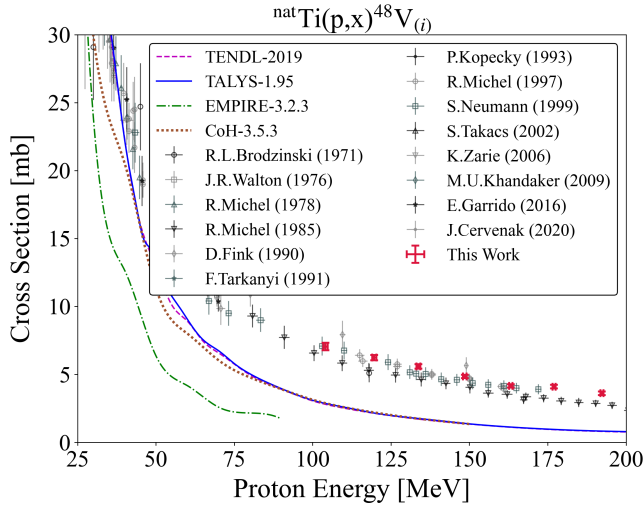 natTi(p,x)48V(i)
Cross Section [mb]
30
25
20
15
10
5
0
TENDL-2019
TALYS-1.95
EMPIRE-3.2.3
CoH-3.5.3
R.L.Brodzinski (1971)
J.R.Walton (1976)
R.Michel (1978)
R.Michel (1985)
D.Fink (1990)
F.Tarkanyi (1991)
P.Kopecky (1993)
R.Michel (1997)
S.Neumann (1999)
S.Takacs (2002)
K.Zarie (2006)
M.U.Khandaker (2009)
E.Garrido (2016)
J.Cervenak (2020)
This Work
25 50 75 100 125 150 175 200
Proton Energy [MeV]